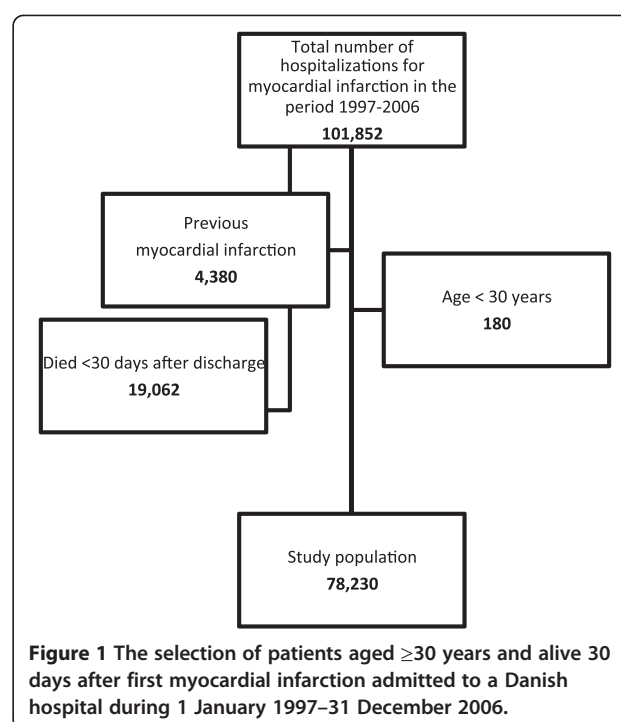 Total number of
hospitalizations for
myocardial infarction in the
period 1997-2006
101,852
Previous
myocardial infarction
4,380
Age < 30 years
180
Died <30 days after discharge
19,062
Study population
78,230
Figure 1 The selection of patients aged ≥30 years and alive 30
days after first myocardial infarction admitted to a Danish
hospital during 1 January 1997–31 December 2006.